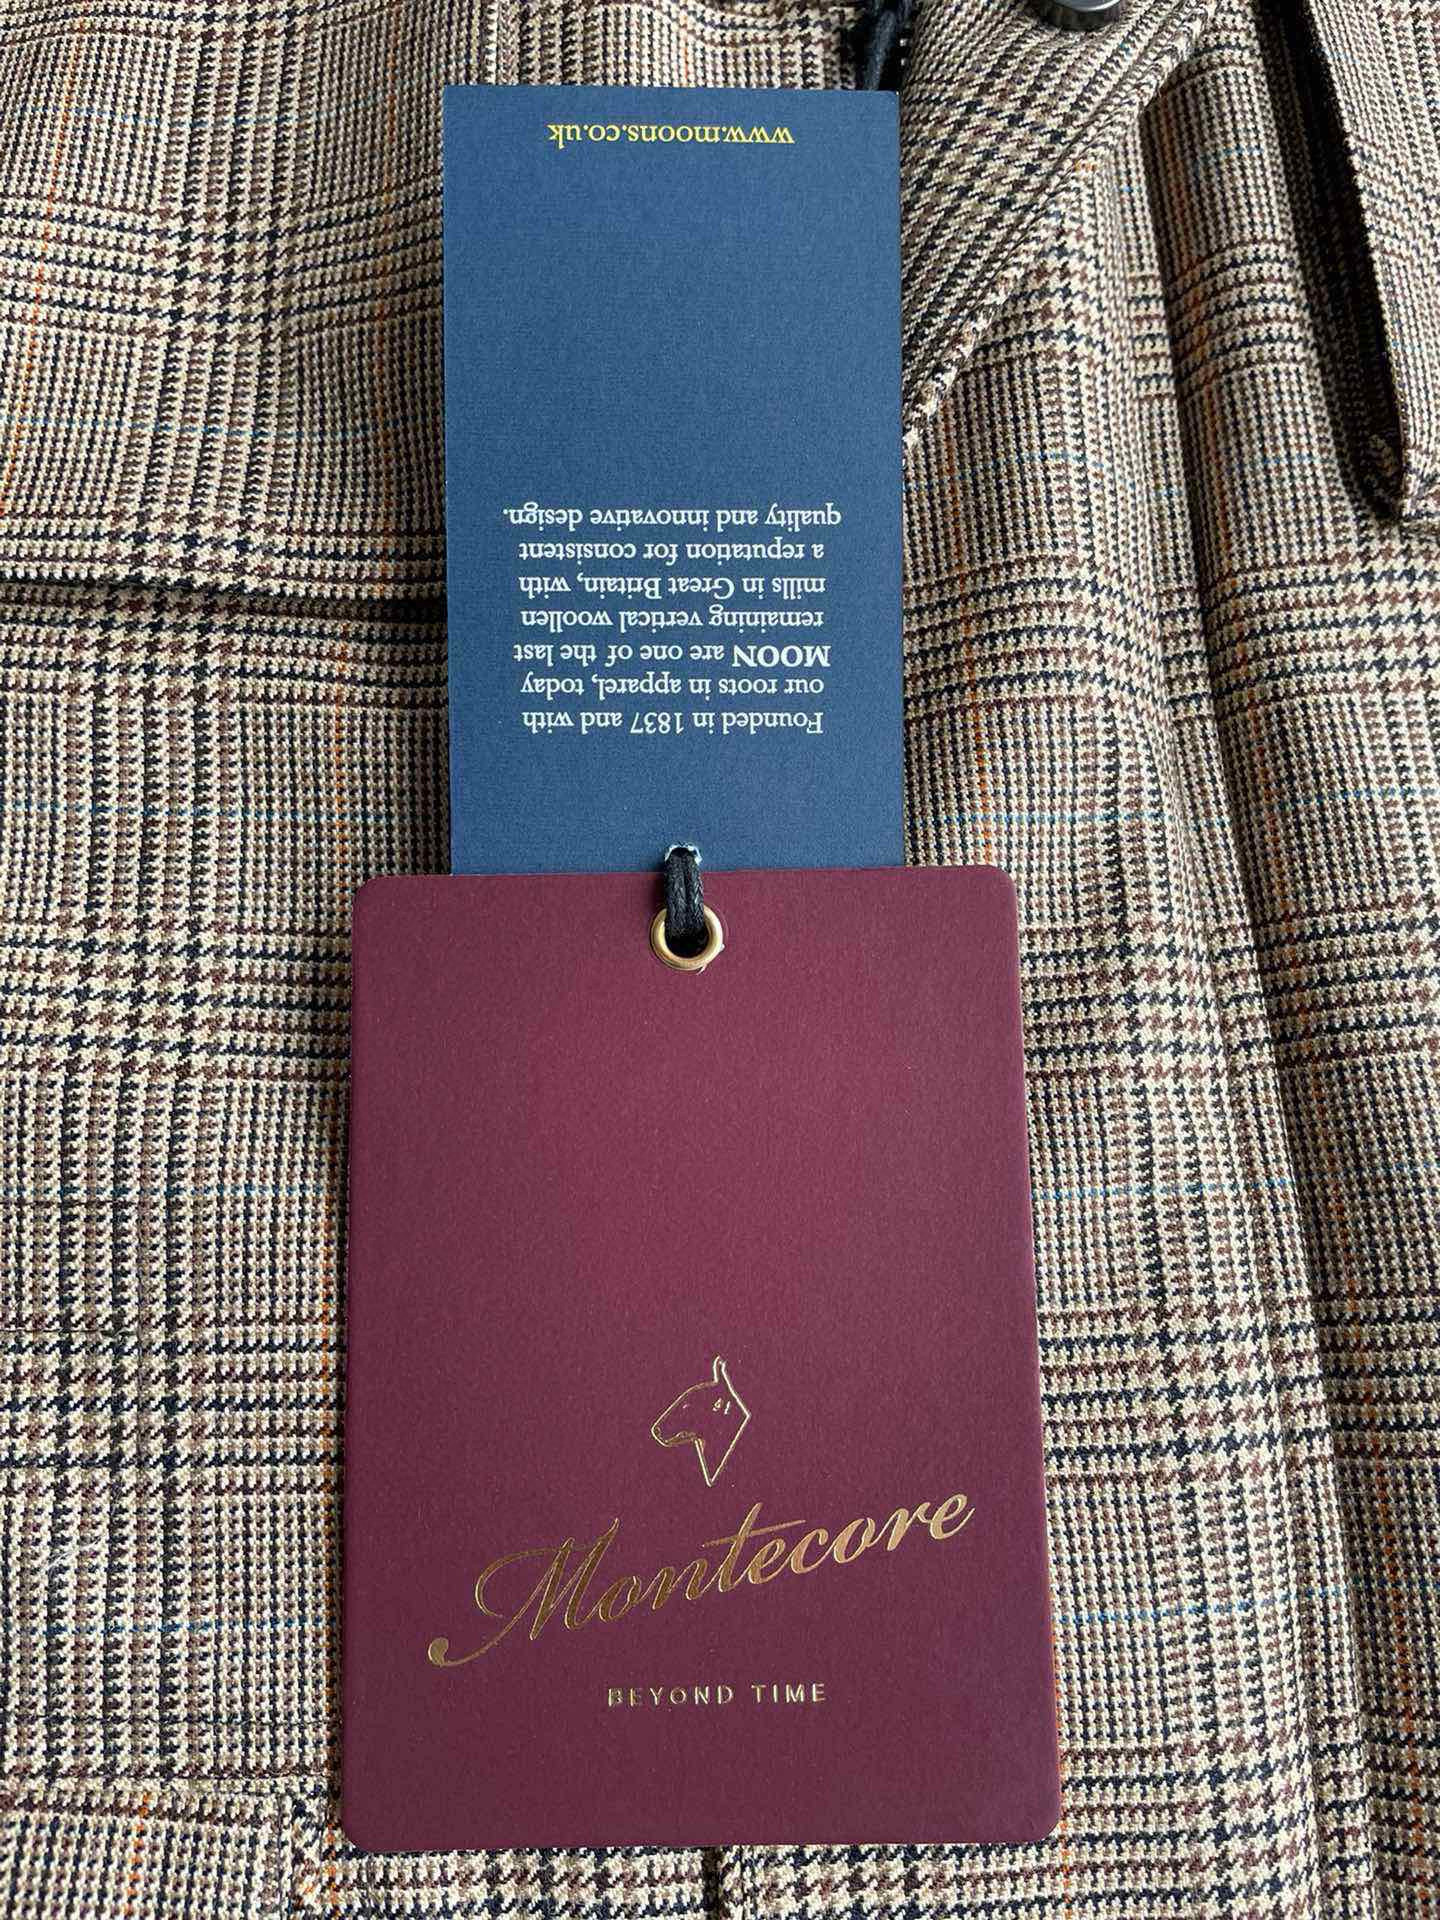 Founded in 1837 and with
our roots in apparel, today
MOON are one of the last
remaining vertical woollen
mills in Great Britain, with
a reputation for consistent
quality and innovative design.
www.moons.co.uk
Montecore
BEYOND TIME